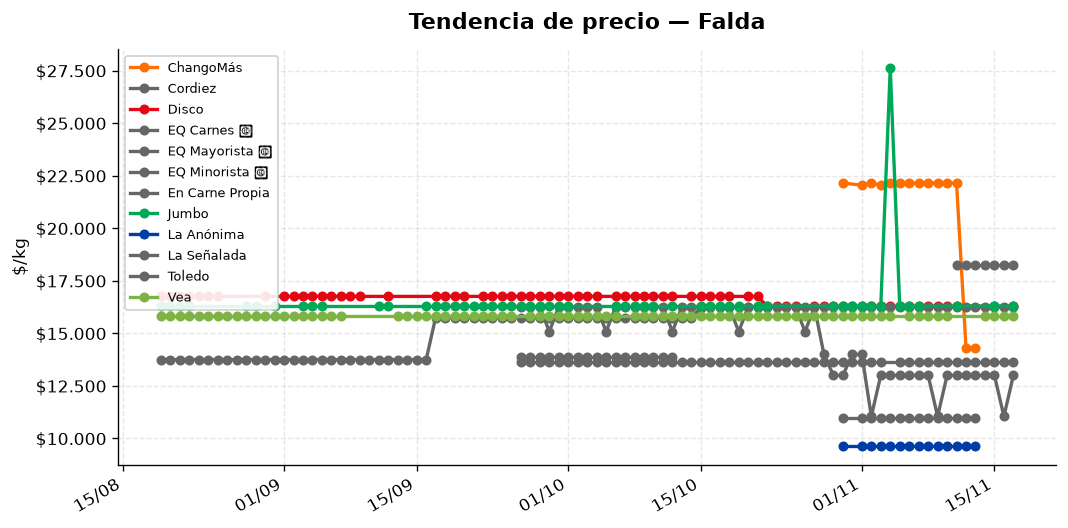 Tendencia de precio — Falda
$/kg
$27.500
$25.000
$22.500
$20.000
$17.500
$15.000
$12.500
$10.000
ChangoMás
Cordiez
Disco
EQ Carnes
EQ Mayorista
EQ Minorista
En Carne Propia
Jumbo
La Anónima
La Señalada
Toledo
Vea
15/08
01/09
15/09
01/10
15/10
01/11
15/11